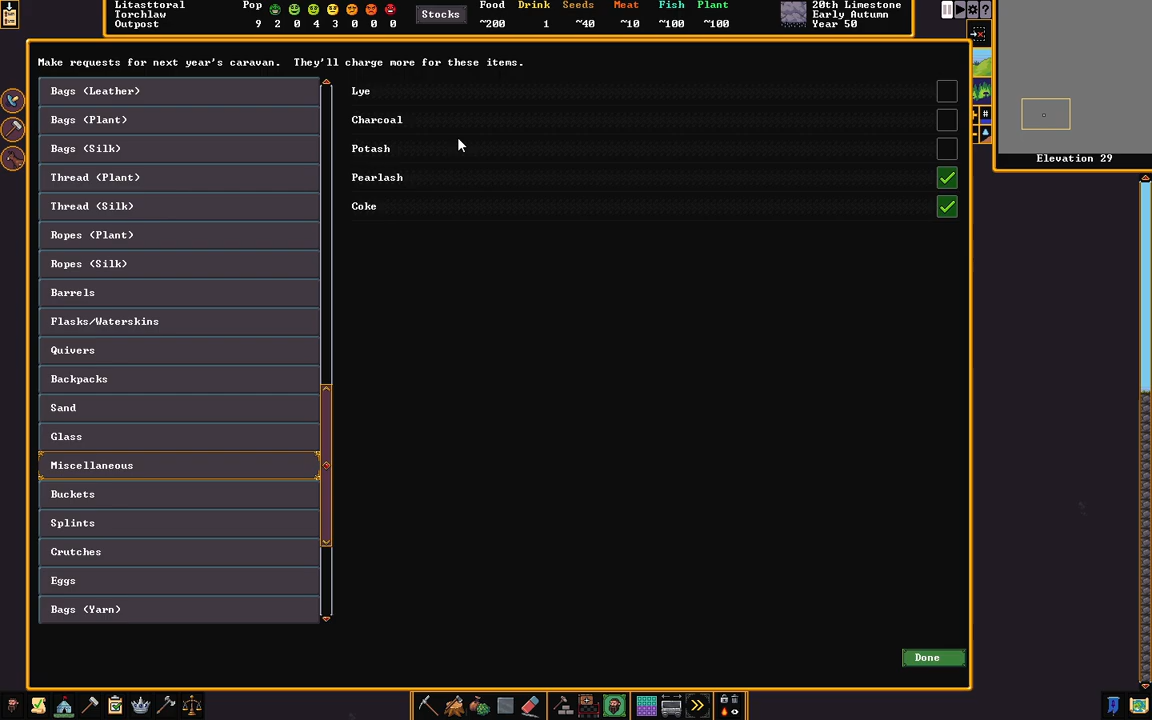 Litasttoral
Torchlaw
Outpost
Pop
9 2 0 4 3 0 0 0
Stocks
Food Drink Seeds Meat Fish Plant
~200 1 ~40 ~10 ~100 ~100
20th Limestone
Early Autumn
Year 50
Make requests for next year's caravan. They'll charge more for these items.
Elevation 29
Bags (Leather)
Bags (Plant)
Bags (Silk)
Thread (Plant)
Thread (Silk)
Ropes (Plant)
Ropes (Silk)
Barrels
Flasks/Waterskins
Quivers
Backpacks
Sand
Glass
Miscellaneous
Buckets
Splints
Crutches
Eggs
Bags (Yarn)
Lye
Charcoal
Potash
Pearlash
Coke
Done